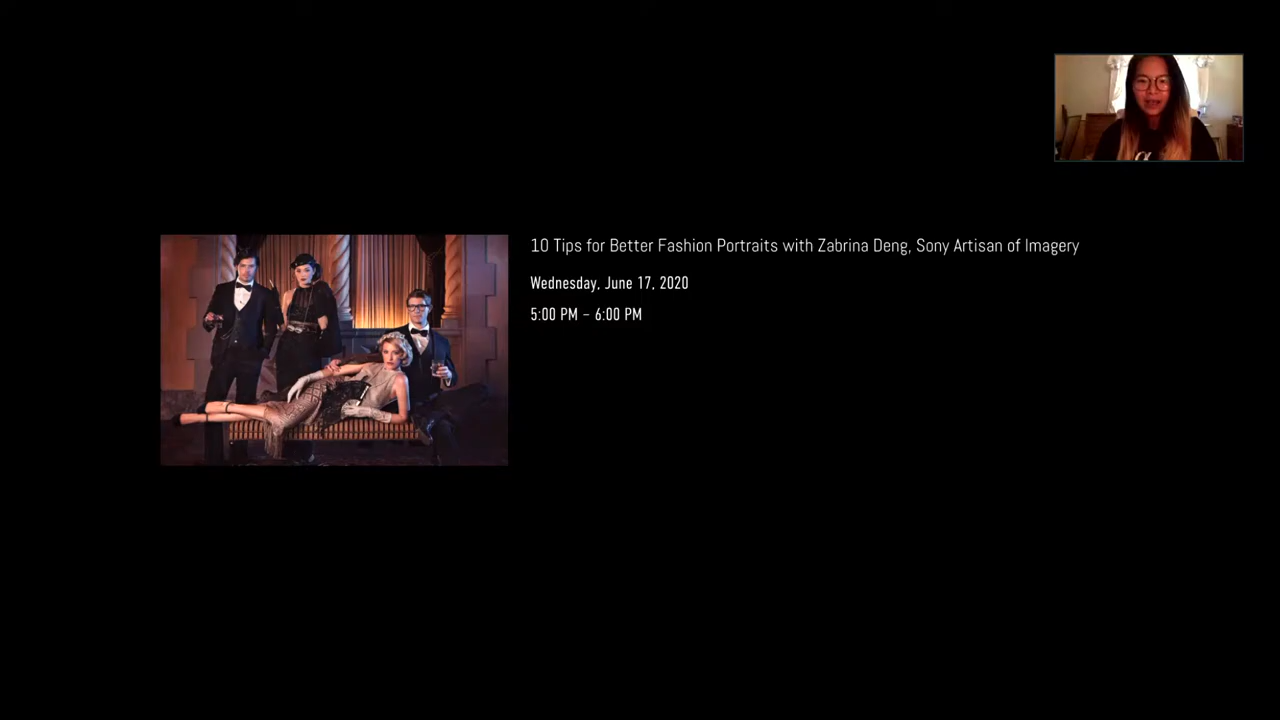 10 Tips for Better Fashion Portraits with Zabrina Deng, Sony Artisan of Imagery
Wednesday, June 17, 2020
5:00 PM – 6:00 PM